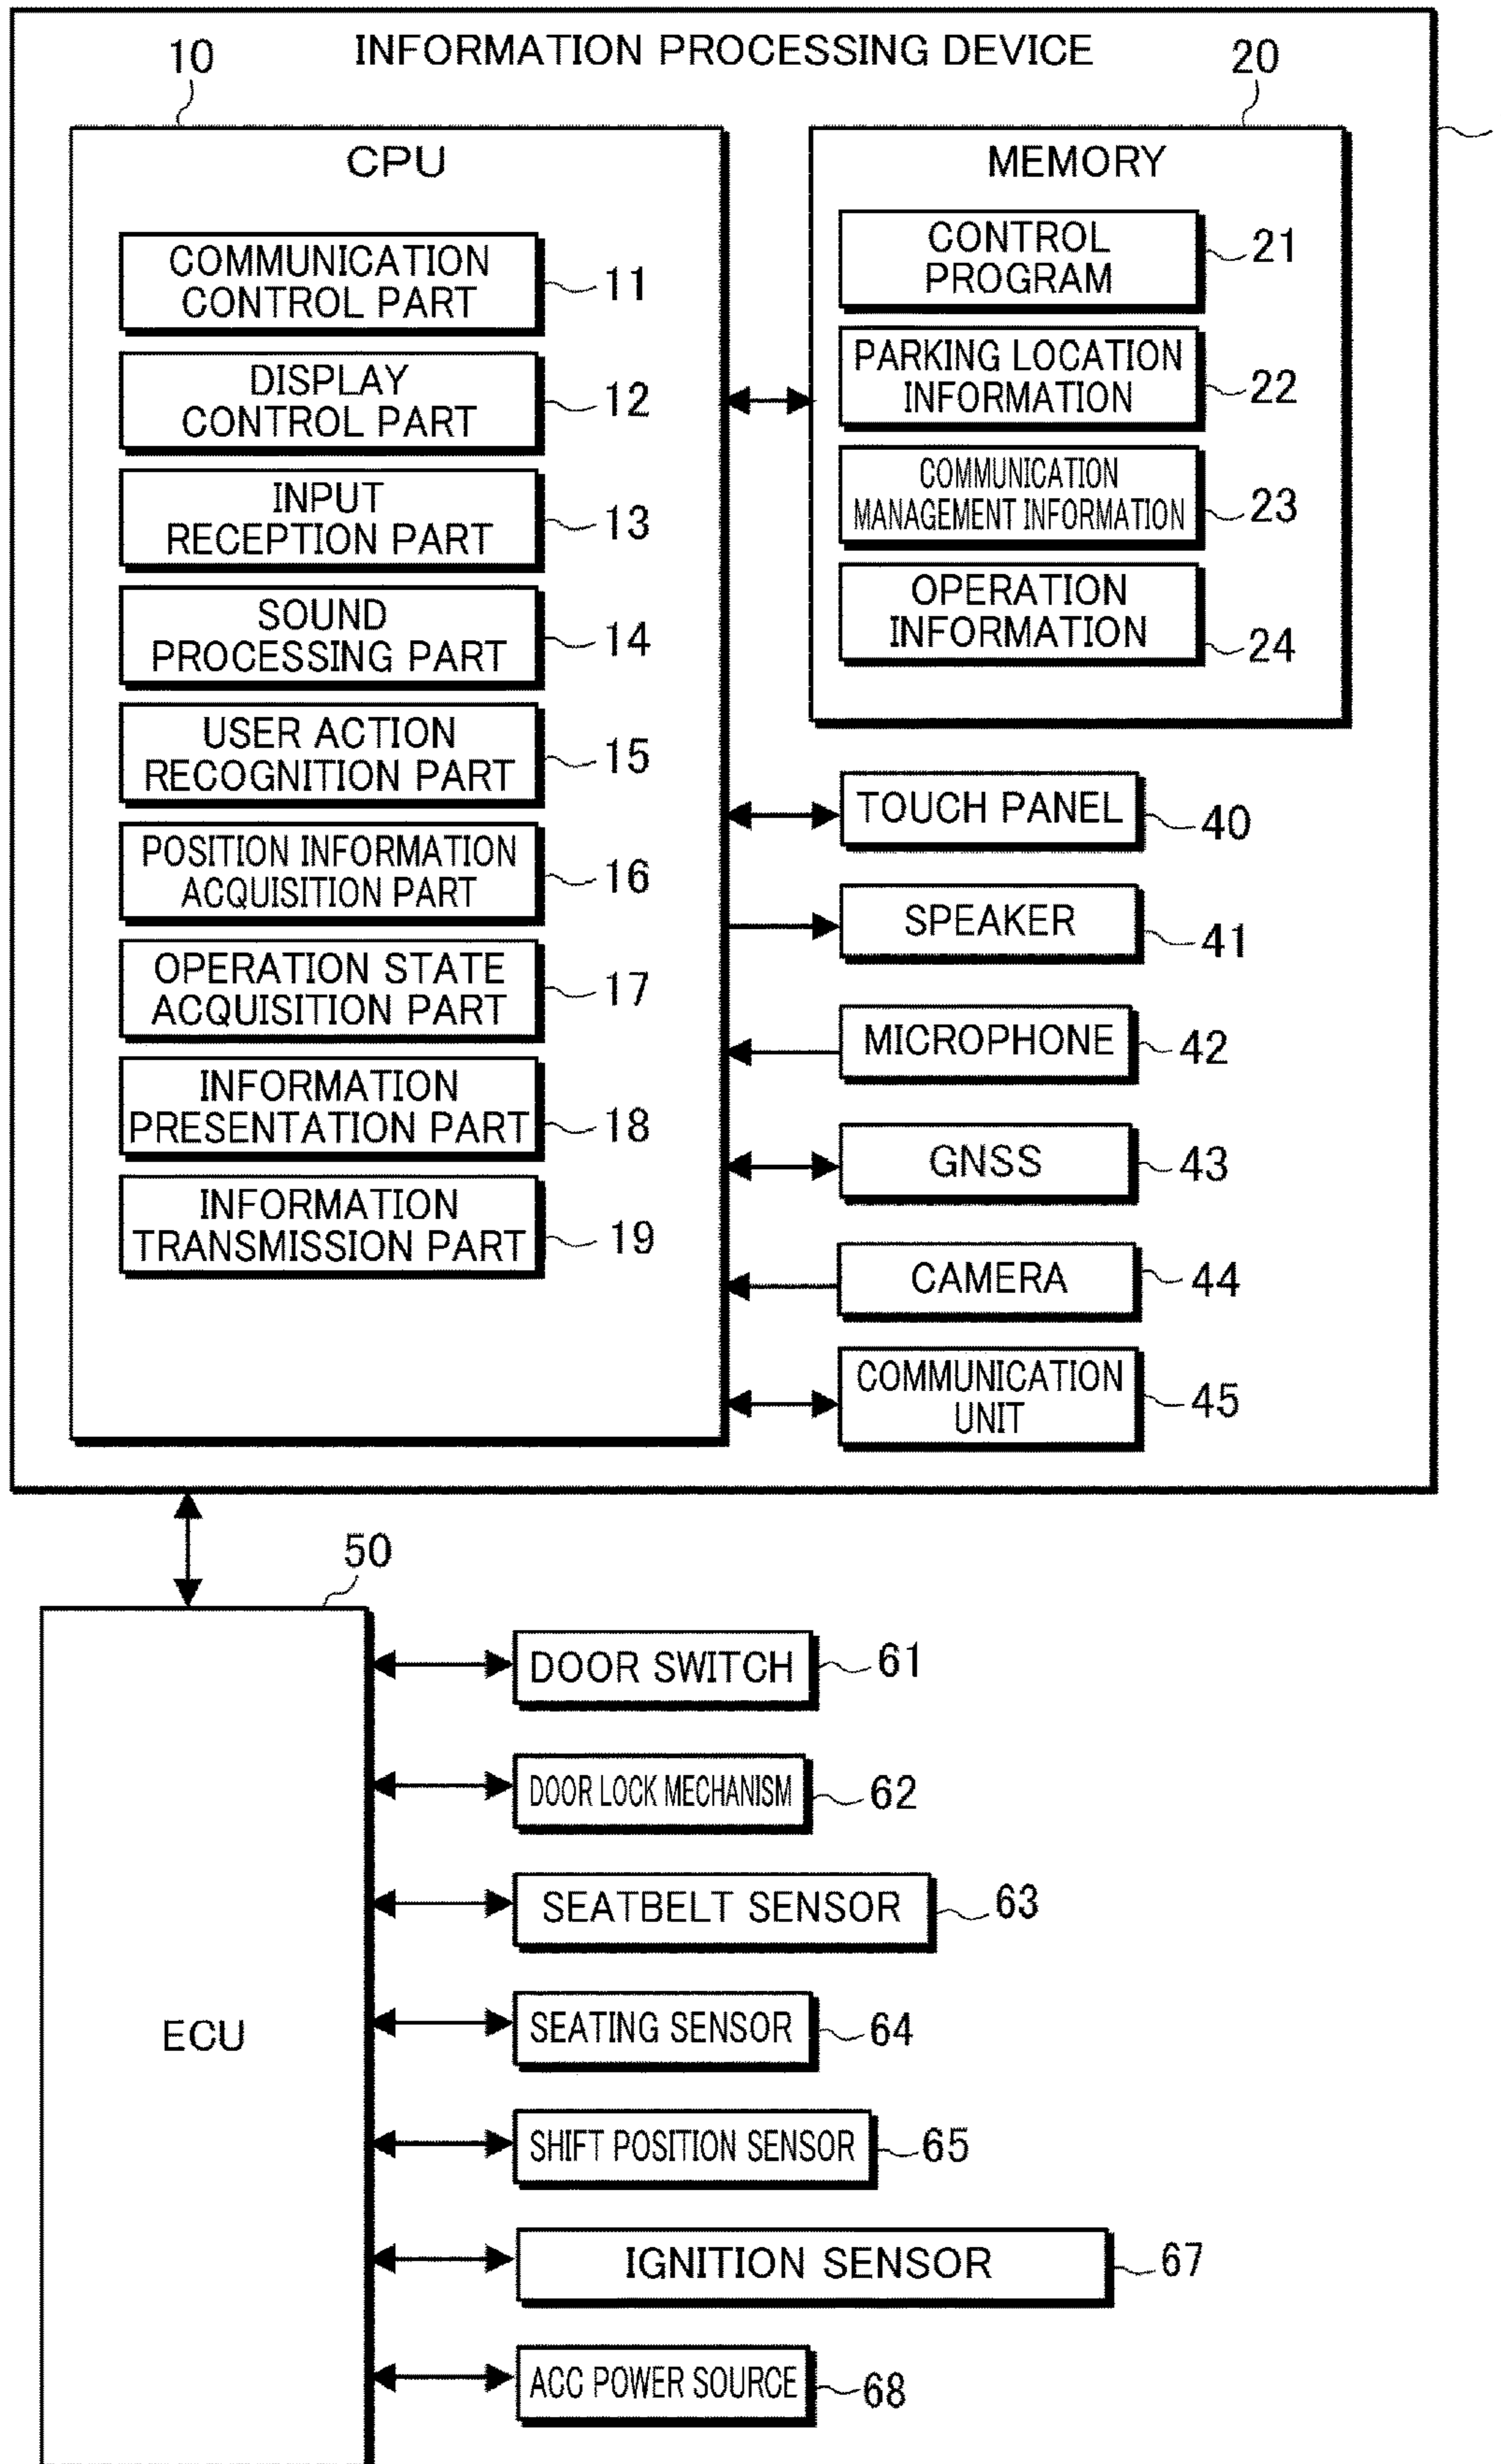 INFORMATION PROCESSING DEVICE
10
CPU
COMMUNICATION
CONTROL PART
11
DISPLAY
CONTROL PART
12
INPUT
RECEPTION PART
13
SOUND
PROCESSING PART
14
USER ACTION
RECOGNITION PART
15
POSITION INFORMATION
ACQUISITION PART
16
OPERATION STATE
ACQUISITION PART
17
INFORMATION
PRESENTATION PART
18
INFORMATION
TRANSMISSION PART
19
20
MEMORY
CONTROL
PROGRAM
21
PARKING LOCATION
INFORMATION
22
COMMUNICATION
MANAGEMENT INFORMATION
23
OPERATION
INFORMATION
24
TOUCH PANEL
40
SPEAKER
41
MICROPHONE
42
GNSS
43
CAMERA
44
COMMUNICATION
UNIT
45
50
ECU
DOOR SWITCH
61
DOOR LOCK MECHANISM
62
SEATBELT SENSOR
63
SEATING SENSOR
64
SHIFT POSITION SENSOR
65
IGNITION SENSOR
67
ACC POWER SOURCE
68